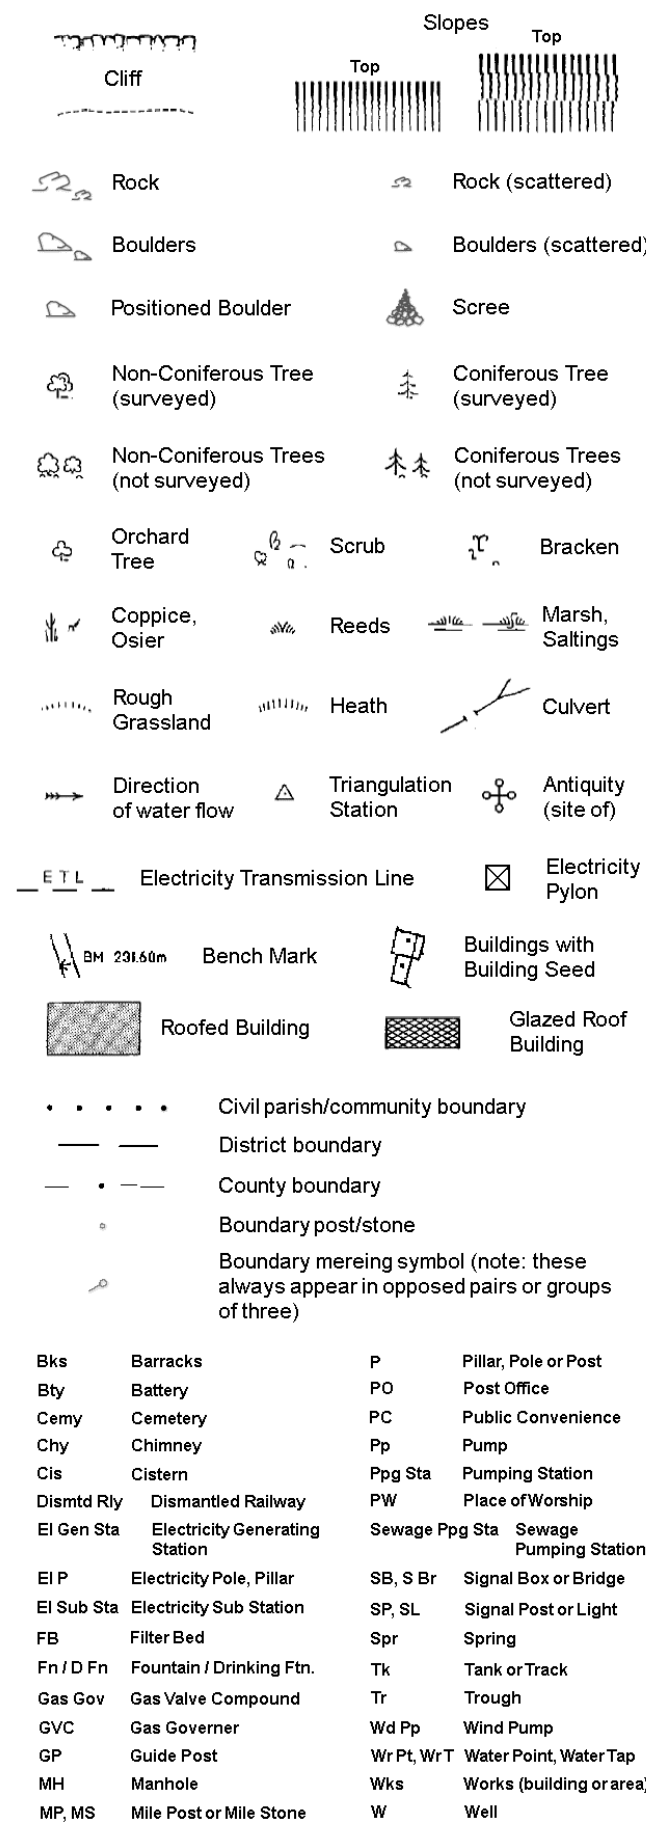 Slopes
Top
Top
Cliff
Rock
Rock (scattered)
Boulders
Boulders (scattered)
Positioned Boulder
Scree
Non-Coniferous Tree
(surveyed)
Coniferous Tree
(surveyed)
Non-Coniferous Trees
(not surveyed)
Coniferous Trees
(not surveyed)
Orchard
Tree
Scrub
Bracken
Coppice,
Osier
Reeds
Marsh,
Saltings
Rough
Grassland
Heath
Culvert
Direction
of water flow
Triangulation
Station
Antiquity
(site of)
E T L
Electricity Transmission Line
Electricity
Pylon
BM 231.60m
Bench Mark
Buildings with
Building Seed
Roofed Building
Glazed Roof
Building
Civil parish/community boundary
District boundary
County boundary
Boundary post/stone
Boundary mereing symbol (note: these
always appear in opposed pairs or groups
of three)
Bks Barracks
P Pillar, Pole or Post
Bty Battery
PO Post Office
Cemy Cemetery
PC Public Convenience
Chy Chimney
Pp Pump
Cis Cistern
Ppg Sta Pumping Station
Dismtd Rly Dismantled Railway
PW Place of Worship
El Gen Sta Electricity Generating
Station
Sewage Ppg Sta Sewage
Pumping Station
El P Electricity Pole, Pillar
SB, S Br Signal Box or Bridge
El Sub Sta Electricity Sub Station
SP, SL Signal Post or Light
FB Filter Bed
Spr Spring
Fn / D Fn Fountain / Drinking Ftn.
Tk Tank or Track
Gas Gov Gas Valve Compound
Tr Trough
GVC Gas Governer
Wd Pp Wind Pump
GP Guide Post
Wr Pt, Wr T Water Point, Water Tap
MH Manhole
Wks Works (building or area)
MP, MS Mile Post or Mile Stone
W Well